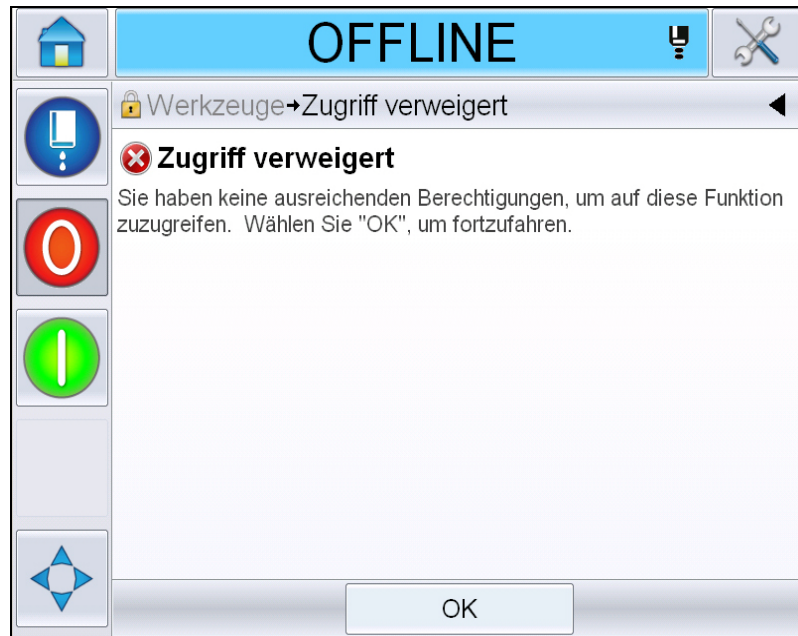 OFFLINE
Werkzeuge→Zugriff verweigert
Zugriff verweigert
Sie haben keine ausreichenden Berechtigungen, um auf diese Funktion
zuzugreifen.  Wählen Sie "OK", um fortzufahren.
OK